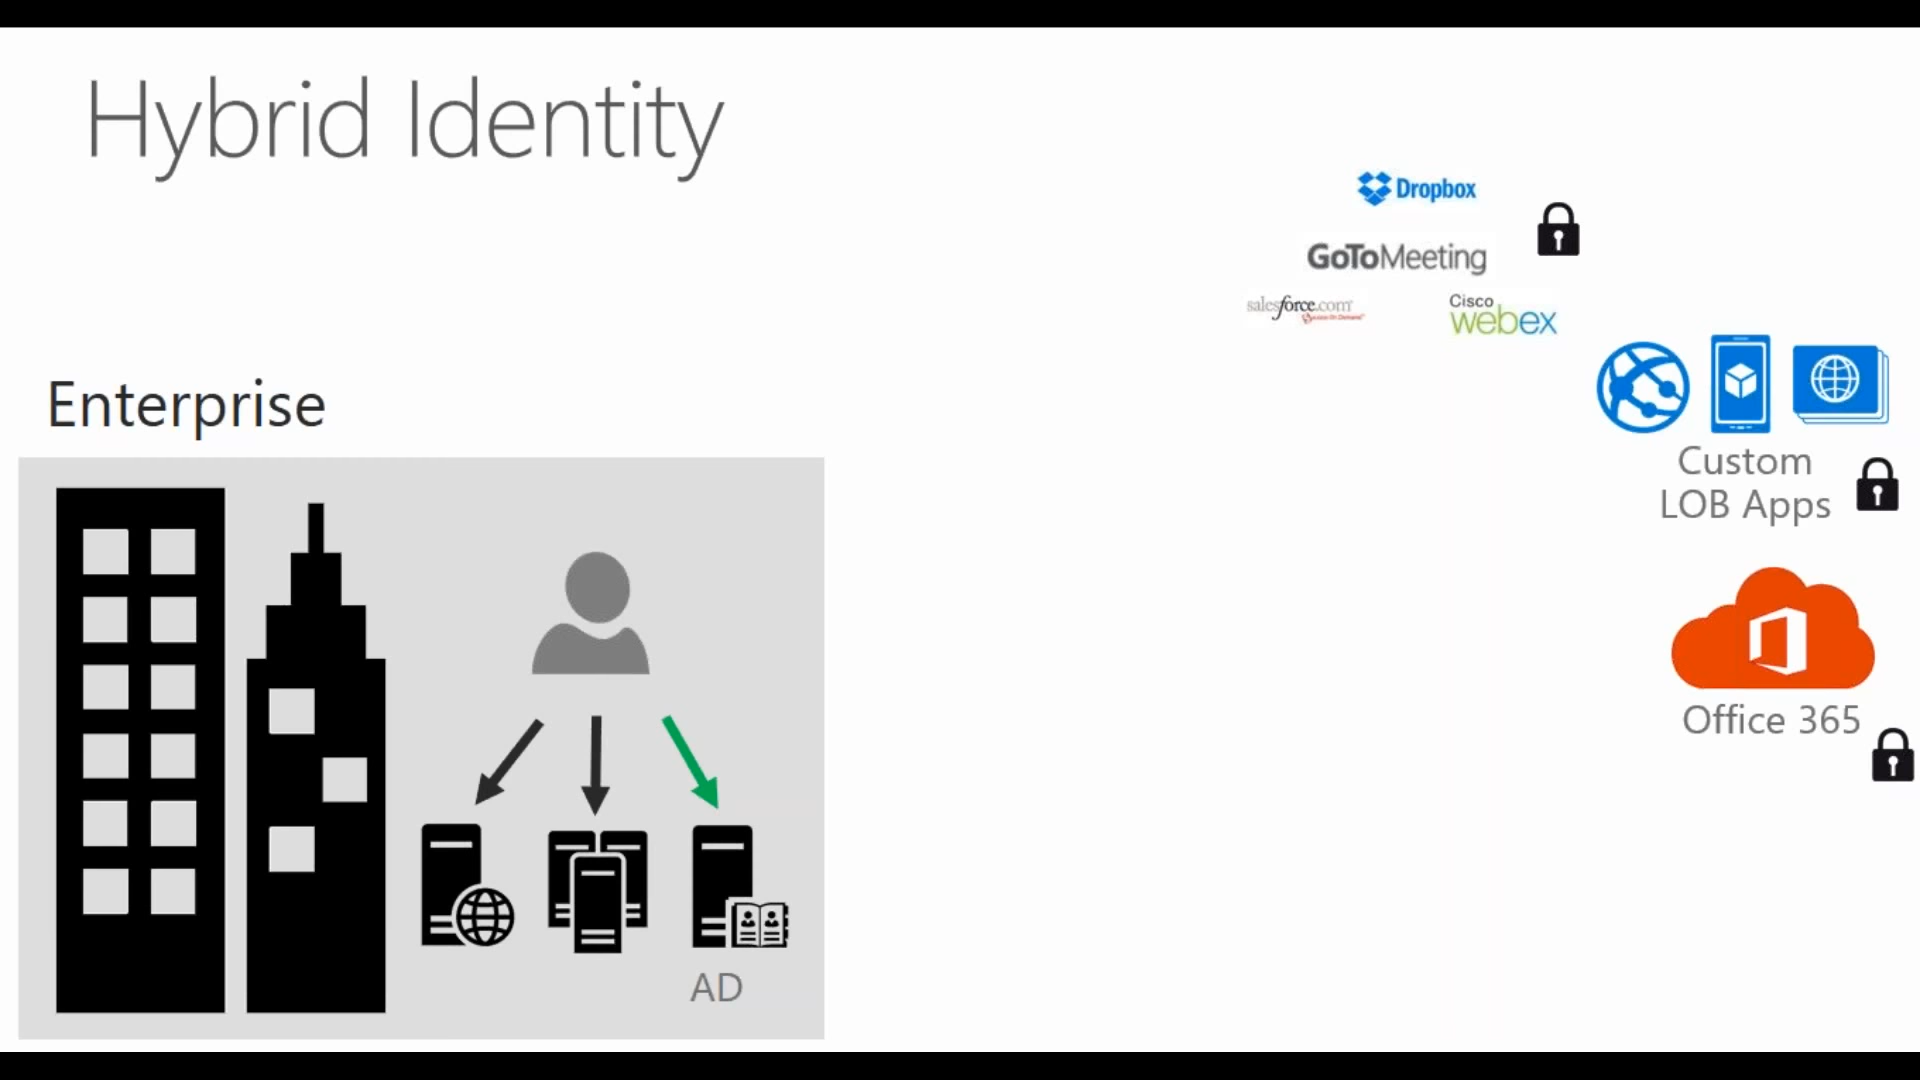 Hybrid Identity
Dropbox
GoToMeeting
salesforce.com
Cisco
webex
Enterprise
Custom
LOB Apps
Office 365
AD